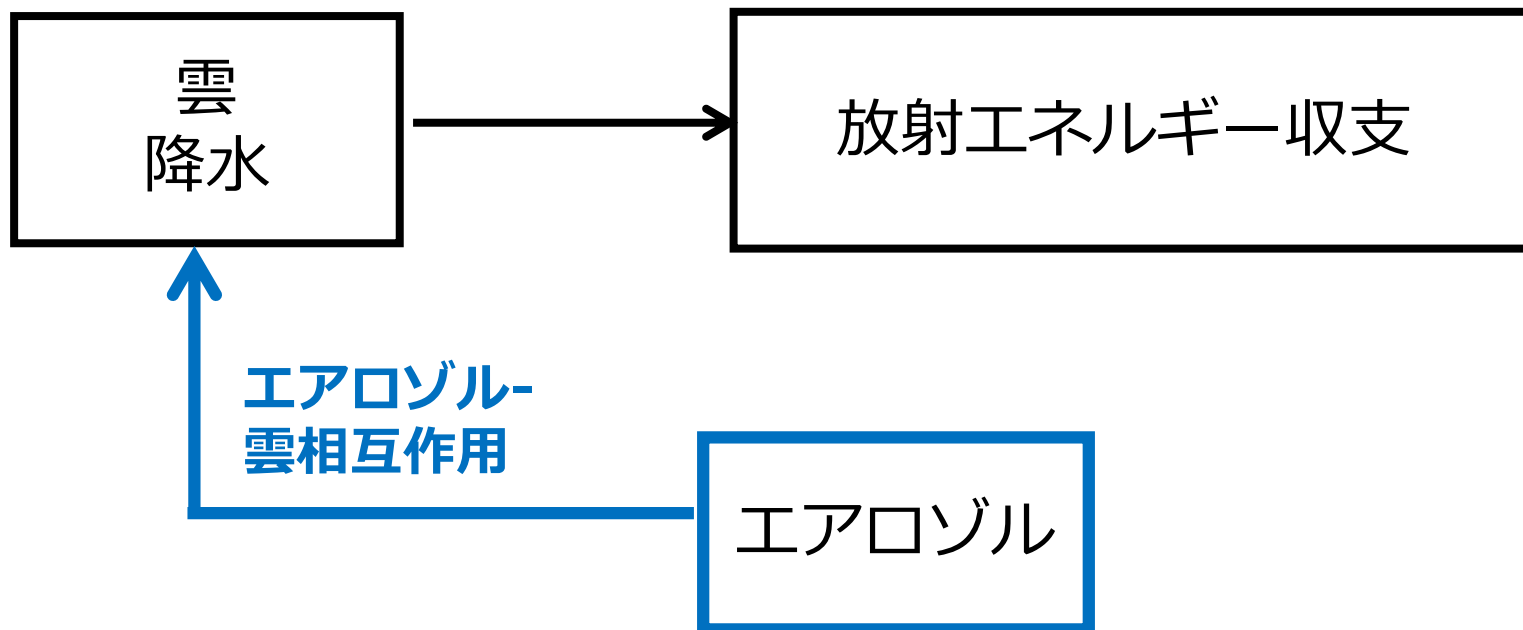 雲
降水
放射エネルギー収支
エアロゾル-
雲相互作用
エアロゾル